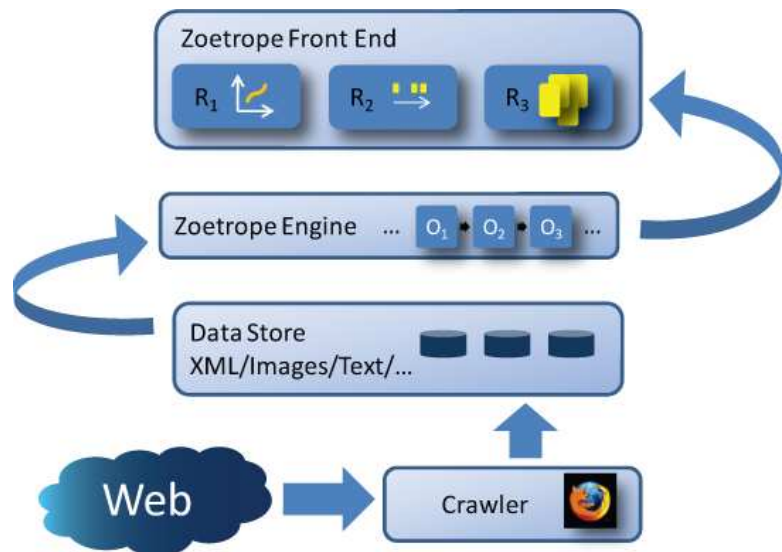 Zoetrope Front End
R₁ R₂ R₃
Zoetrope Engine ... O₁ O₂ O₃ ...
Data Store
XML/Images/Text/...
Web
Crawler